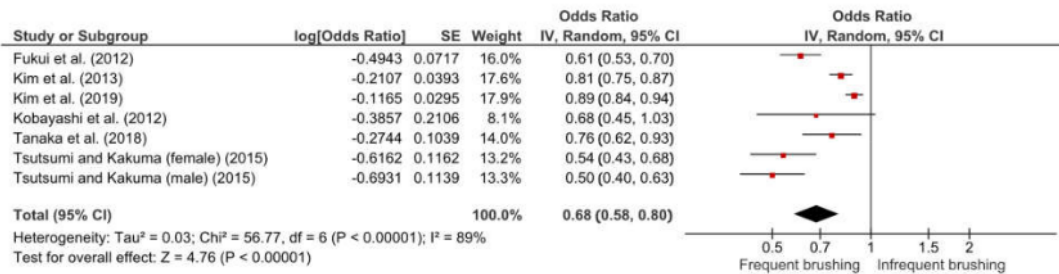 Odds Ratio Odds Ratio
Study or Subgroup log[Odds Ratio] SE Weight IV, Random, 95% CI IV, Random, 95% CI
Fukui et al. (2012) -0.4943 0.0717 16.0% 0.61 (0.53, 0.70)
Kim et al. (2013) -0.2107 0.0393 17.6% 0.81 (0.75, 0.87)
Kim et al. (2019) -0.1165 0.0295 17.9% 0.89 (0.84, 0.94)
Kobayashi et al. (2012) -0.3857 0.2106 8.1% 0.68 (0.45, 1.03)
Tanaka et al. (2018) -0.2744 0.1039 14.0% 0.76 (0.62, 0.93)
Tsutsumi and Kakuma (female) (2015) -0.6162 0.1162 13.2% 0.54 (0.43, 0.68)
Tsutsumi and Kakuma (male) (2015) -0.6931 0.1139 13.3% 0.50 (0.40, 0.63)
Total (95% CI) 100.0% 0.68 (0.58, 0.80)
Heterogeneity: Tau² = 0.03; Chi² = 56.77, df = 6 (P < 0.00001); I² = 89%
Test for overall effect: Z = 4.76 (P < 0.00001)
0.5 0.7 1 1.5 2
Frequent brushing Infrequent brushing